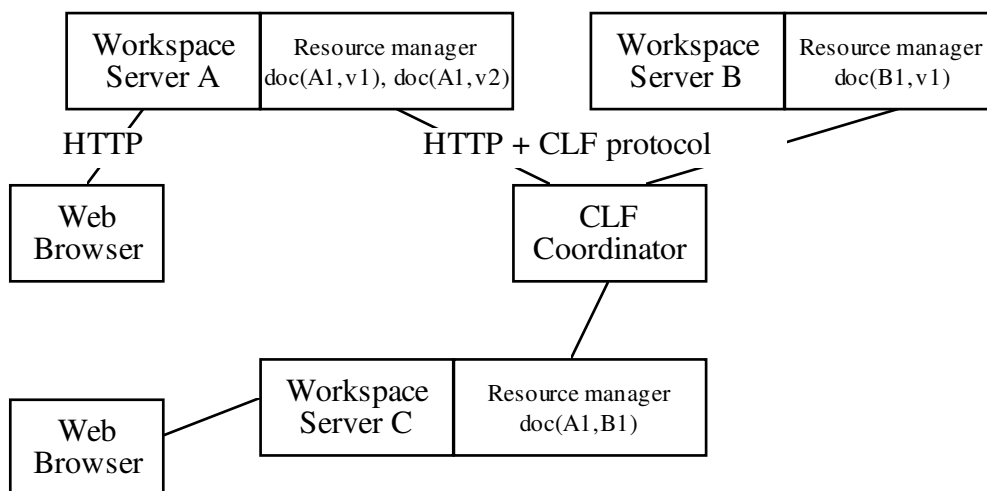 Workspace
Server A
Resource manager
doc(A1,v1), doc(A1,v2)
Workspace
Server B
Resource manager
doc(B1,v1)
HTTP
HTTP + CLF protocol
Web
Browser
CLF
Coordinator
Workspace
Server C
Resource manager
doc(A1,B1)
Web
Browser